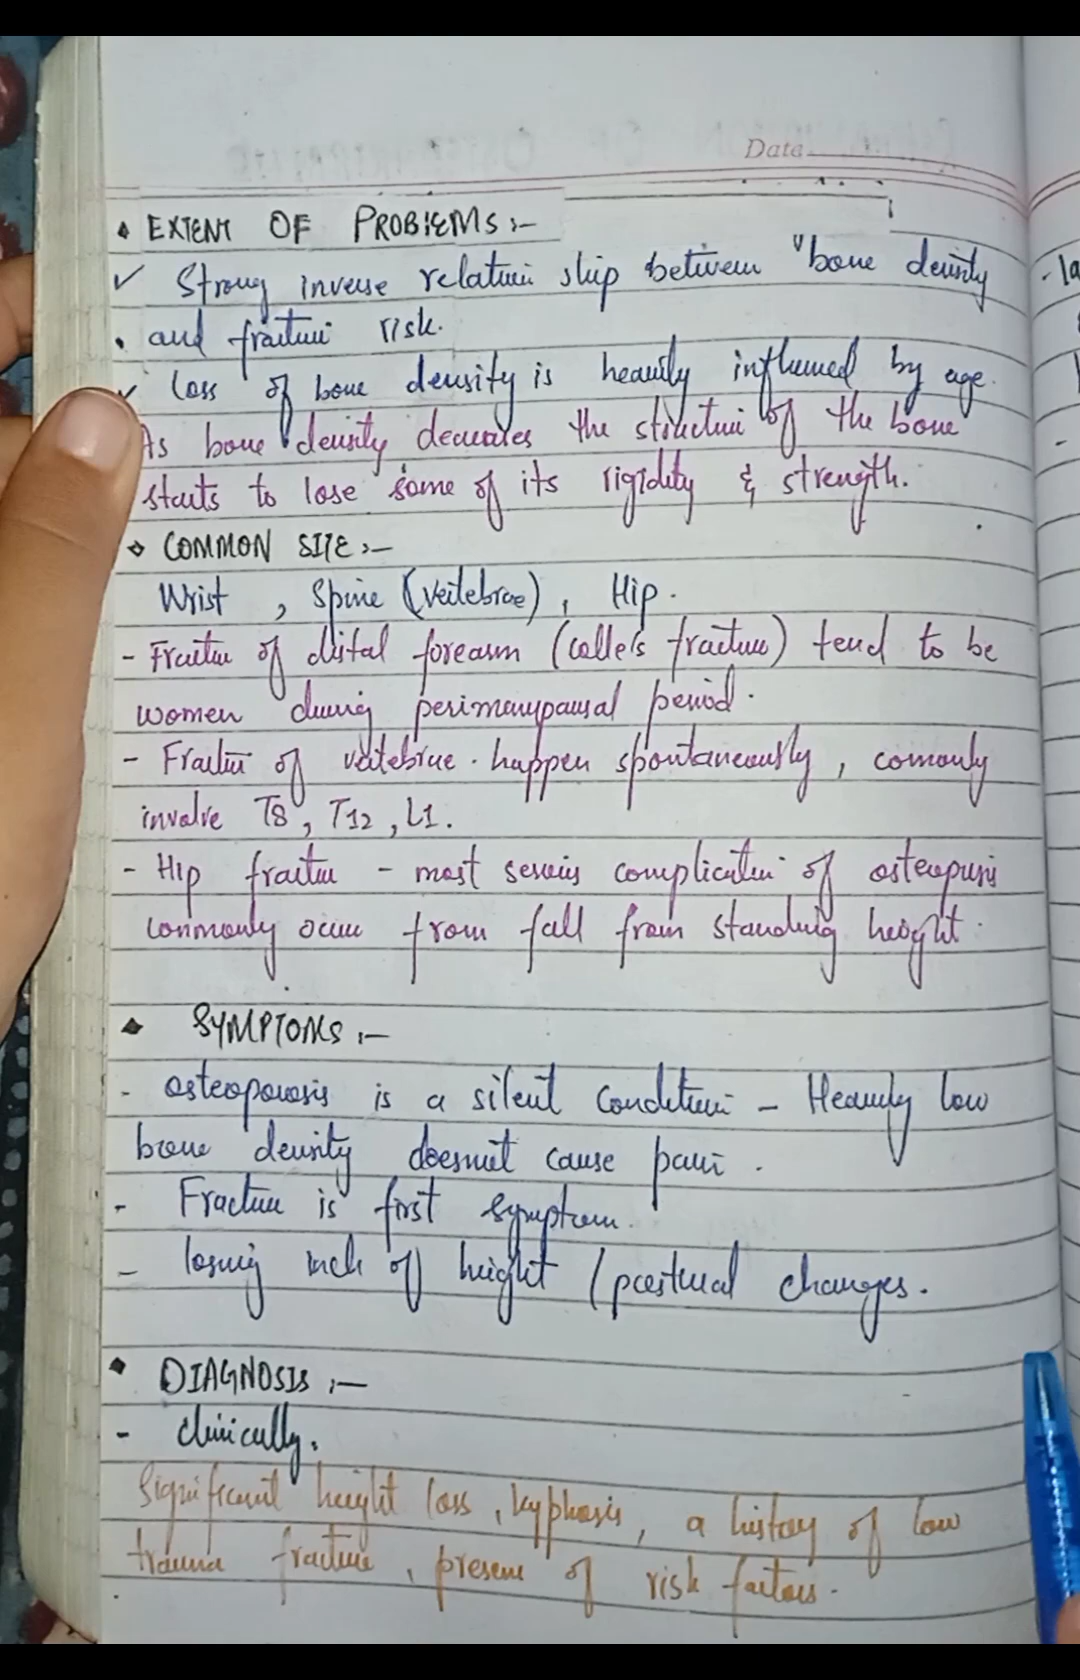 Date
EXTENT OF PROBLEMS :-
✓ Strong inverse relation ship between "bone density
. and fracture risk.
✓ Loss of bone density is heavily influenced by age.
As bone density decreases the structure of the bone
starts to lose some of its rigidity & strength.
COMMON SITE :-
Wrist , Spine (Vertebrae) , Hip .
- Fracture of distal forearm (colle's fracture) tend to be
women during perimenopausal period .
- Fracture of vertebrae . happen spontaneously , comonly
involve T8 , T12 , L1 .
- Hip fracture - most serious complication of osteoporosis
commonly occur from fall from standing height .
SYMPTOMS :-
- osteoporosis is a silent condition - Heavily low
bone density doesn't cause pain .
- Fracture is first symptom .
- losing inch of height / postural changes .
DIAGNOSIS :-
- clinically .
Significant height loss , kyphosis , a history of low
trauma fracture , presence of risk factors .